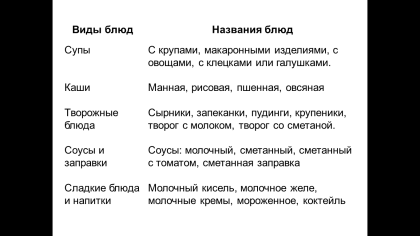 Виды блюд Названия блюд
Супы С крупами, макаронными изделиями, с
овощами, с клецками или галушками.
Каши Манная, рисовая, пшенная, овсяная
Творожные Сырники, запеканки, пудинги, крупеники,
блюда творог с молоком, творог со сметаной.
Соусы и Соусы: молочный, сметанный, сметанный
заправки с томатом, сметанная заправка
Сладкие блюда Молочный кисель, молочное желе,
и напитки молочные кремы, мороженное, коктейль